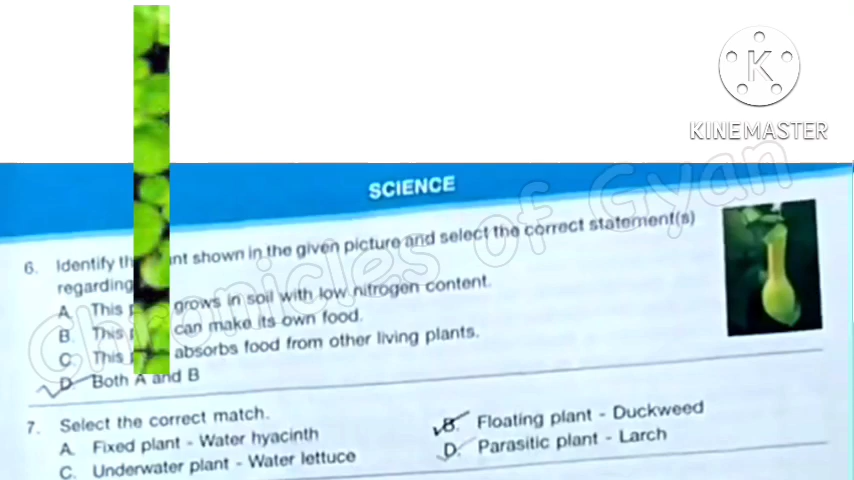 KINEMASTER
SCIENCE
Chronicles of Gyan
6. Identify th nt shown in the given picture and select the correct statement(s)
regarding
A. This p grows in soil with low nitrogen content.
B. This p can make its own food.
C. This p absorbs food from other living plants.
D. Both A and B
7. Select the correct match.
A. Fixed plant - Water hyacinth
B. Floating plant - Duckweed
C. Underwater plant - Water lettuce
D. Parasitic plant - Larch